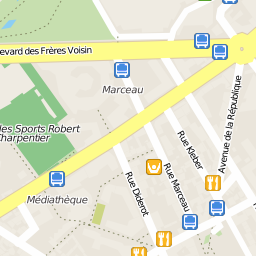 levard des Frères Voisin
Marceau
Avenue de la République
Rue Kleber
des Sports Robert
Charpentier
Rue Marceau
Rue Diderot
Médiathèque